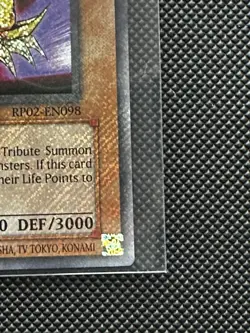 RP02-EN098
Tribute Summon
nsters. If this card
heir Life Points to
0 DEF/3000
SHA, TV TOKYO, KONAMI